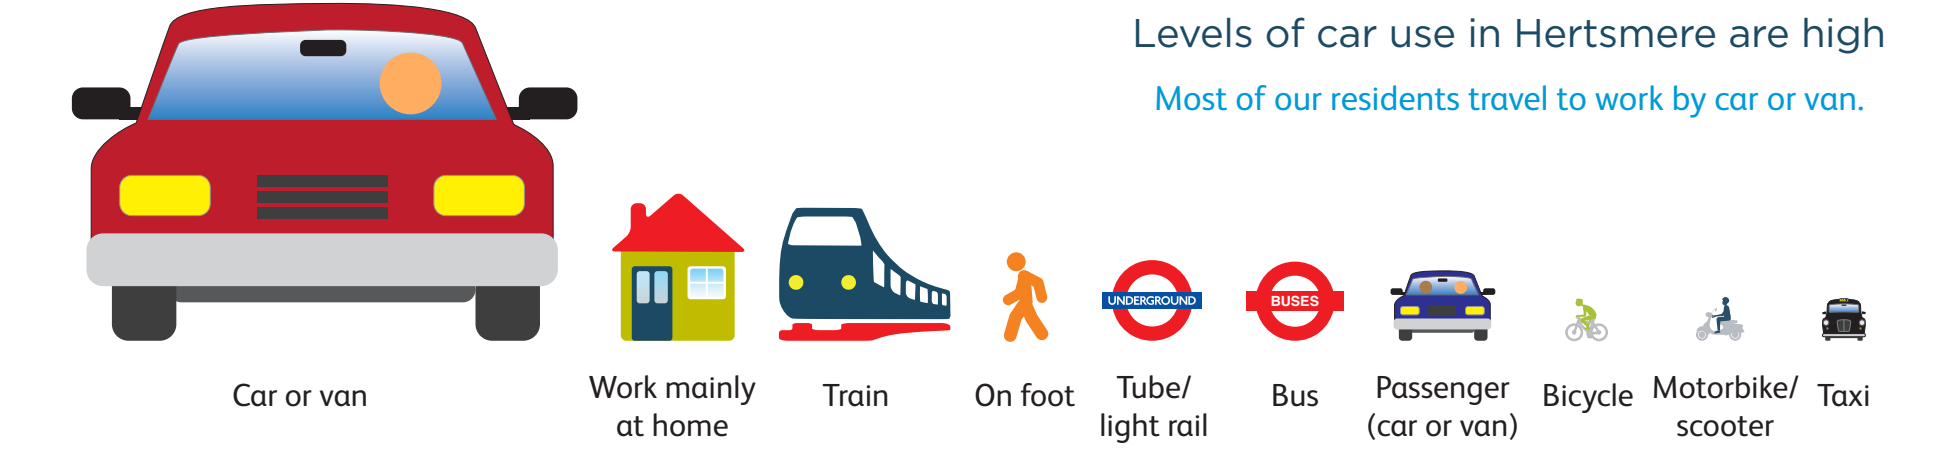 Levels of car use in Hertsmere are high
Most of our residents travel to work by car or van.
UNDERGROUND
BUSES
Car or van
Work mainly
at home
Train
On foot
Tube/
light rail
Bus
Passenger
(car or van)
Bicycle
Motorbike/
scooter
Taxi